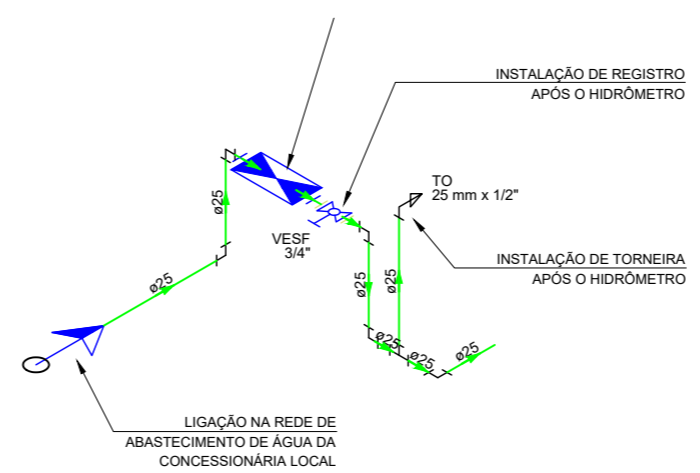 INSTALAÇÃO DE REGISTRO
APÓS O HIDRÔMETRO
TO
25 mm x 1/2"
ø25
VESF
3/4"
INSTALAÇÃO DE TORNEIRA
APÓS O HIDRÔMETRO
ø25
ø25
ø25
ø25
ø25
ø25
LIGAÇÃO NA REDE DE
ABASTECIMENTO DE ÁGUA DA
CONCESSIONÁRIA LOCAL